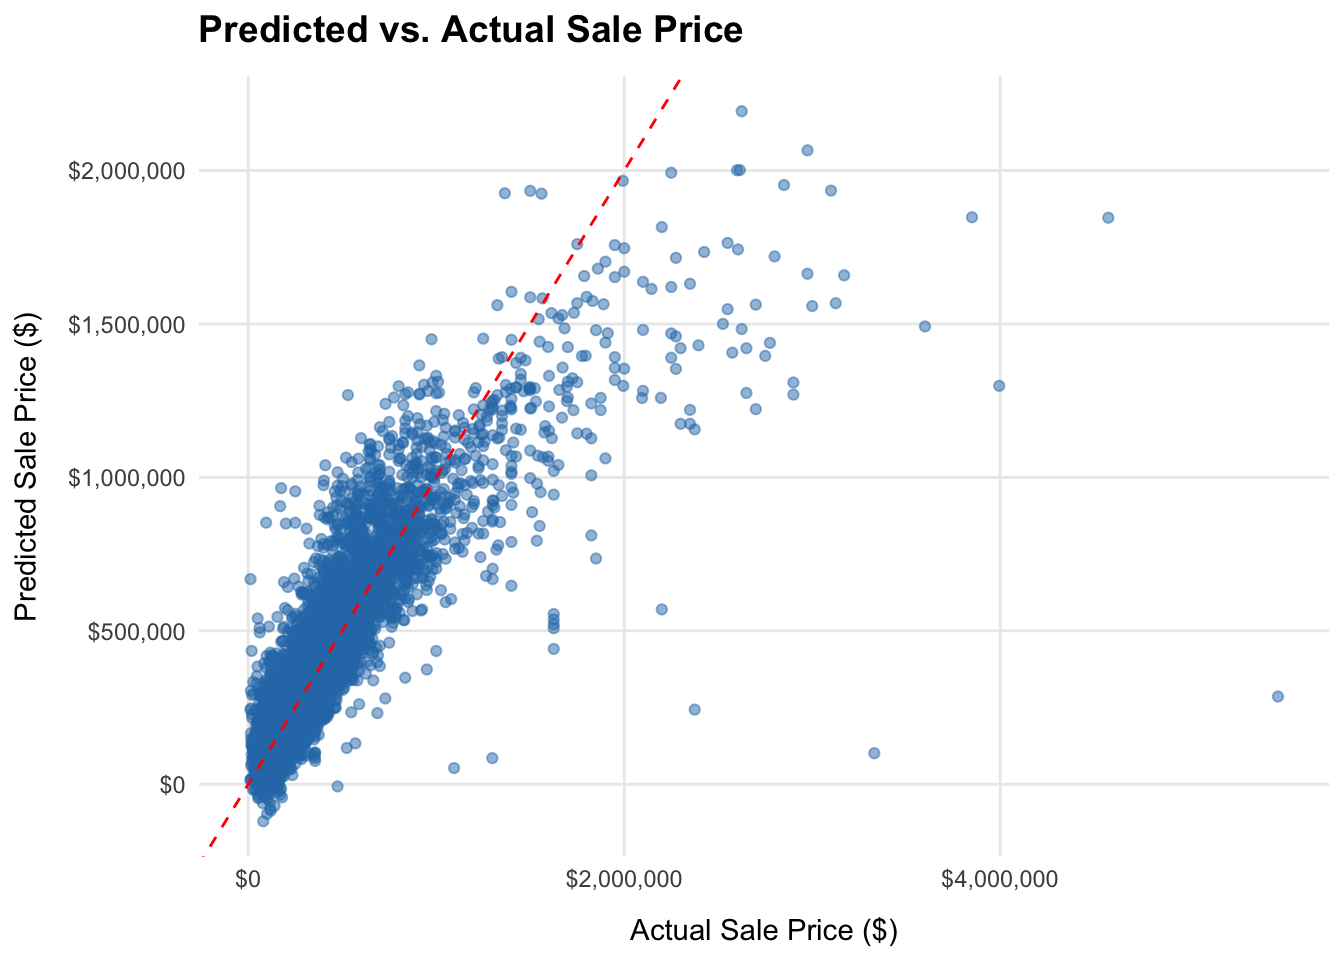 Predicted vs. Actual Sale Price
Predicted Sale Price ($)
$2,000,000
$1,500,000
$1,000,000
$500,000
$0
$0 $2,000,000 $4,000,000
Actual Sale Price ($)